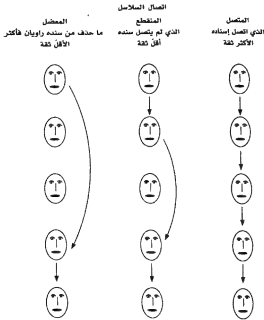 اتصال السلاسل
المتصل
الذي اتصل إسناده
الأكثر ثقة
المنقطع
الذي لم يتصل سنده
أقلّ ثقة
المعضل
ما حذف من سنده راويان فأكثر
الأقلّ ثقة